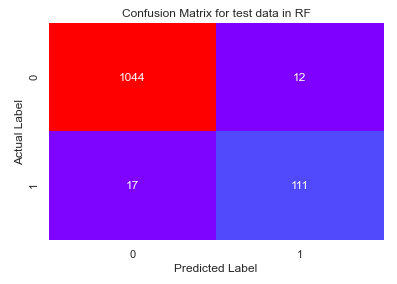 Confusion Matrix for test data in RF
Actual Label
0
1044
12
1
17
111
0
1
Predicted Label